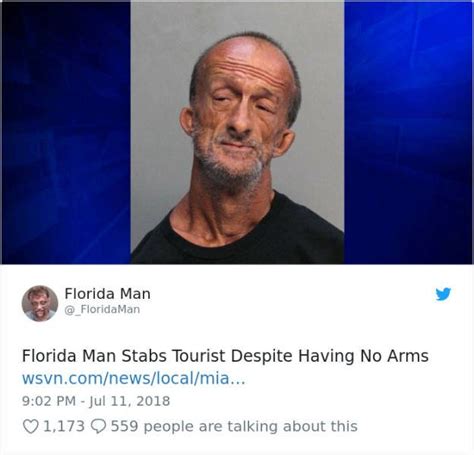 Florida Man
@_FloridaMan
Florida Man Stabs Tourist Despite Having No Arms
wsvn.com/news/local/mia...
9:02 PM - Jul 11, 2018
1,173 559 people are talking about this